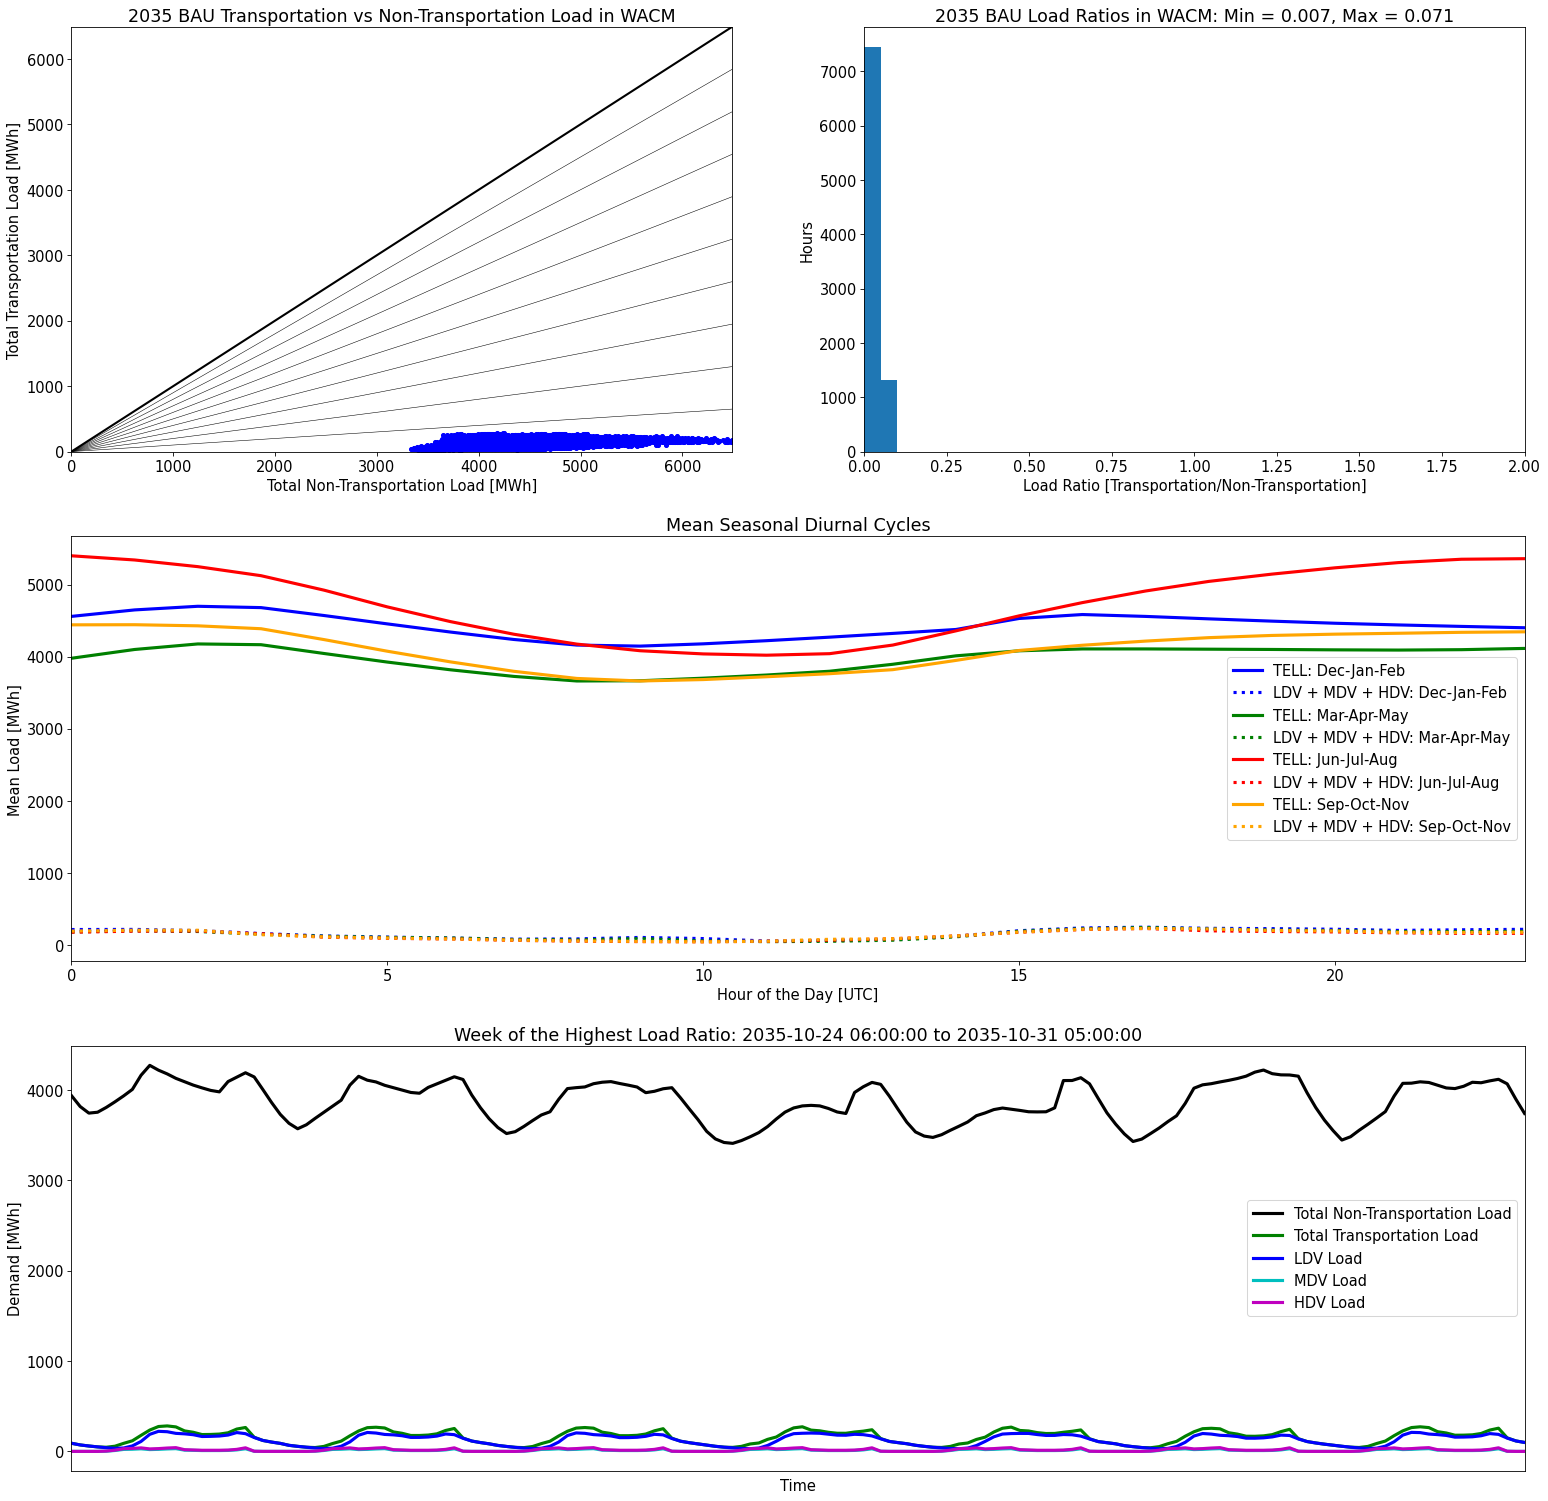 2035 BAU Transportation vs Non-Transportation Load in WACM
Total Transportation Load [MWh]
6000
5000
4000
3000
2000
1000
0
0 1000 2000 3000 4000 5000 6000
Total Non-Transportation Load [MWh]
2035 BAU Load Ratios in WACM: Min = 0.007, Max = 0.071
Hours
7000
6000
5000
4000
3000
2000
1000
0
0.00 0.25 0.50 0.75 1.00 1.25 1.50 1.75 2.00
Load Ratio [Transportation/Non-Transportation]
Mean Seasonal Diurnal Cycles
Mean Load [MWh]
5000
4000
3000
2000
1000
0
TELL: Dec-Jan-Feb
LDV + MDV + HDV: Dec-Jan-Feb
TELL: Mar-Apr-May
LDV + MDV + HDV: Mar-Apr-May
TELL: Jun-Jul-Aug
LDV + MDV + HDV: Jun-Jul-Aug
TELL: Sep-Oct-Nov
LDV + MDV + HDV: Sep-Oct-Nov
0 5 10 15 20
Hour of the Day [UTC]
Week of the Highest Load Ratio: 2035-10-24 06:00:00 to 2035-10-31 05:00:00
Demand [MWh]
4000
3000
2000
1000
0
Total Non-Transportation Load
Total Transportation Load
LDV Load
MDV Load
HDV Load
Time